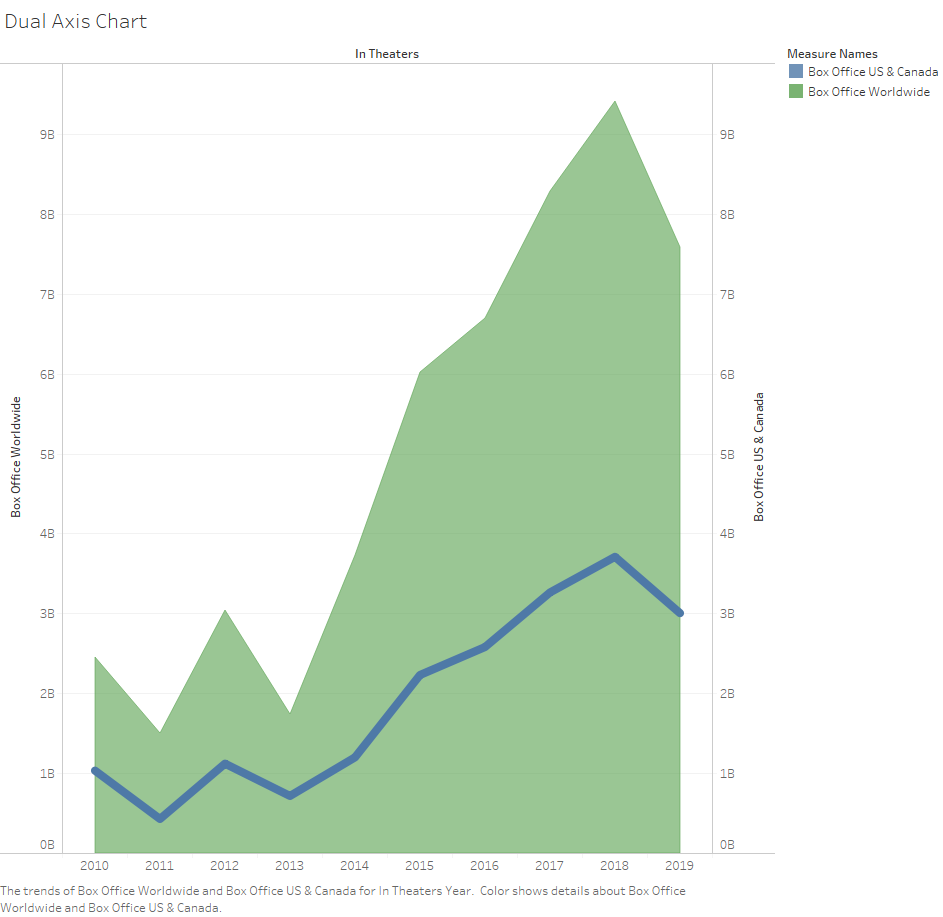 Dual Axis Chart
In Theaters
Measure Names
Box Office US & Canada
Box Office Worldwide
Box Office Worldwide
9B
8B
7B
6B
5B
4B
3B
2B
1B
0B
9B
8B
7B
6B
5B
4B
3B
2B
1B
0B
Box Office US & Canada
2010 2011 2012 2013 2014 2015 2016 2017 2018 2019
The trends of Box Office Worldwide and Box Office US & Canada for In Theaters Year.  Color shows details about Box Office
Worldwide and Box Office US & Canada.